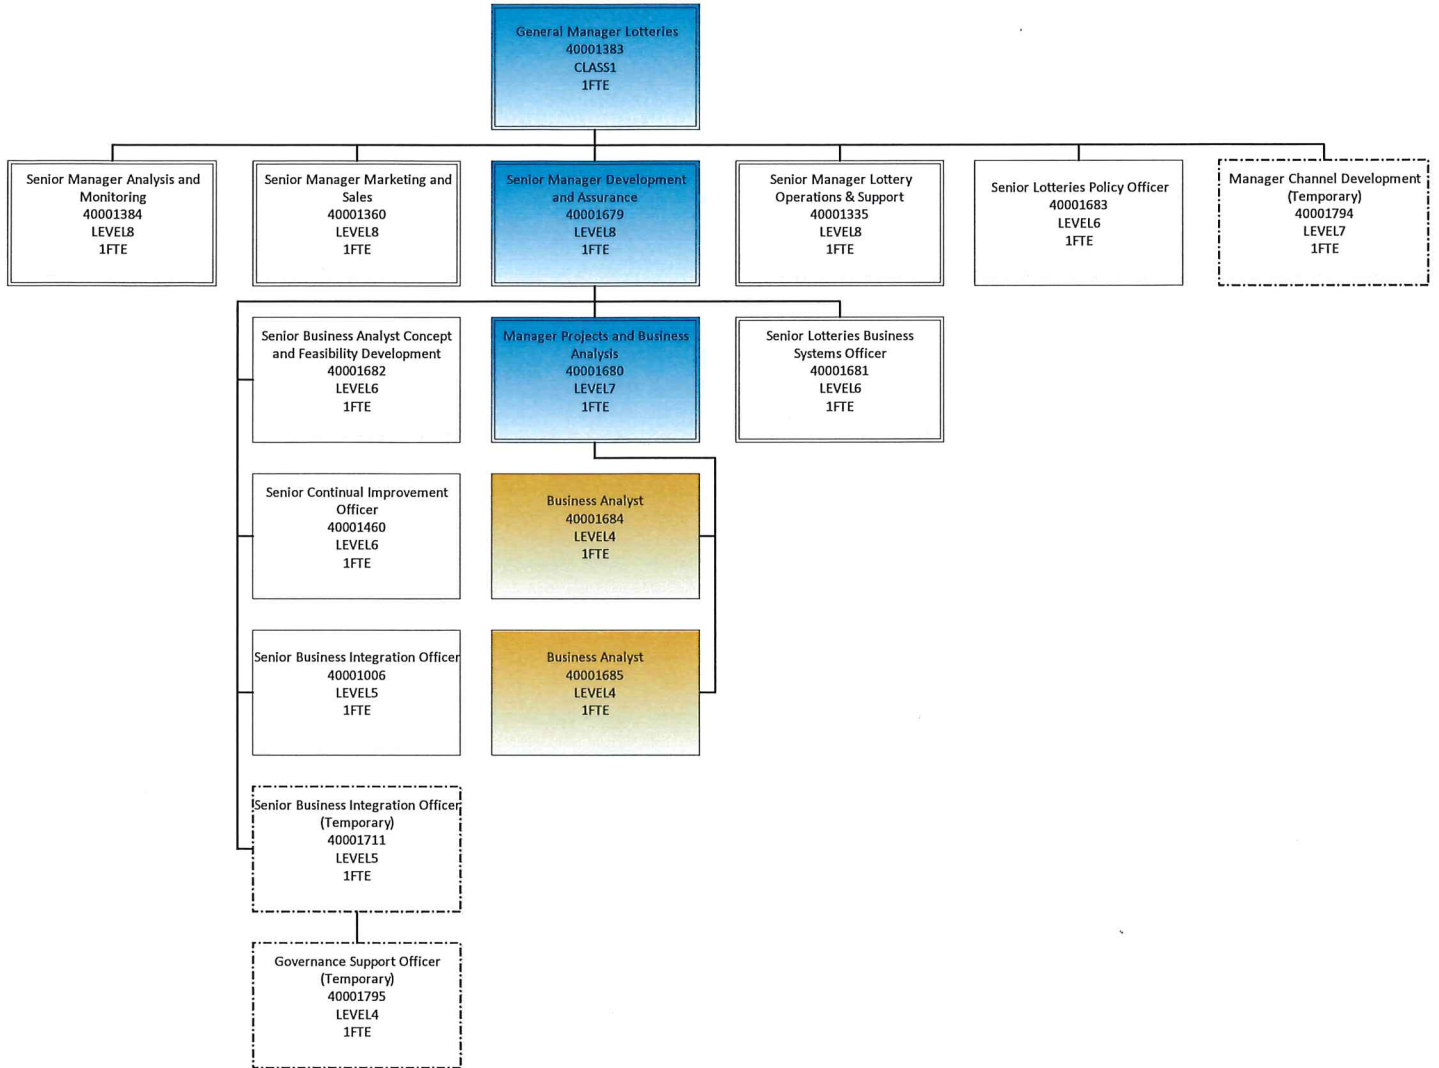 General Manager Lotteries
40001383
CLASS1
1FTE
Senior Manager Analysis and
Monitoring
40001384
LEVEL8
1FTE
Senior Manager Marketing and
Sales
40001360
LEVEL8
1FTE
Senior Manager Development
and Assurance
40001679
LEVEL8
1FTE
Senior Manager Lottery
Operations & Support
40001335
LEVEL8
1FTE
Senior Lotteries Policy Officer
40001683
LEVEL6
1FTE
Manager Channel Development
(Temporary)
40001794
LEVEL7
1FTE
Senior Business Analyst Concept
and Feasibility Development
40001682
LEVEL6
1FTE
Manager Projects and Business
Analysis
40001680
LEVEL7
1FTE
Senior Lotteries Business
Systems Officer
40001681
LEVEL6
1FTE
Senior Continual Improvement
Officer
40001460
LEVEL6
1FTE
Business Analyst
40001684
LEVEL4
1FTE
Senior Business Integration Officer
40001006
LEVEL5
1FTE
Business Analyst
40001685
LEVEL4
1FTE
Senior Business Integration Officer
(Temporary)
40001711
LEVEL5
1FTE
Governance Support Officer
(Temporary)
40001795
LEVEL4
1FTE